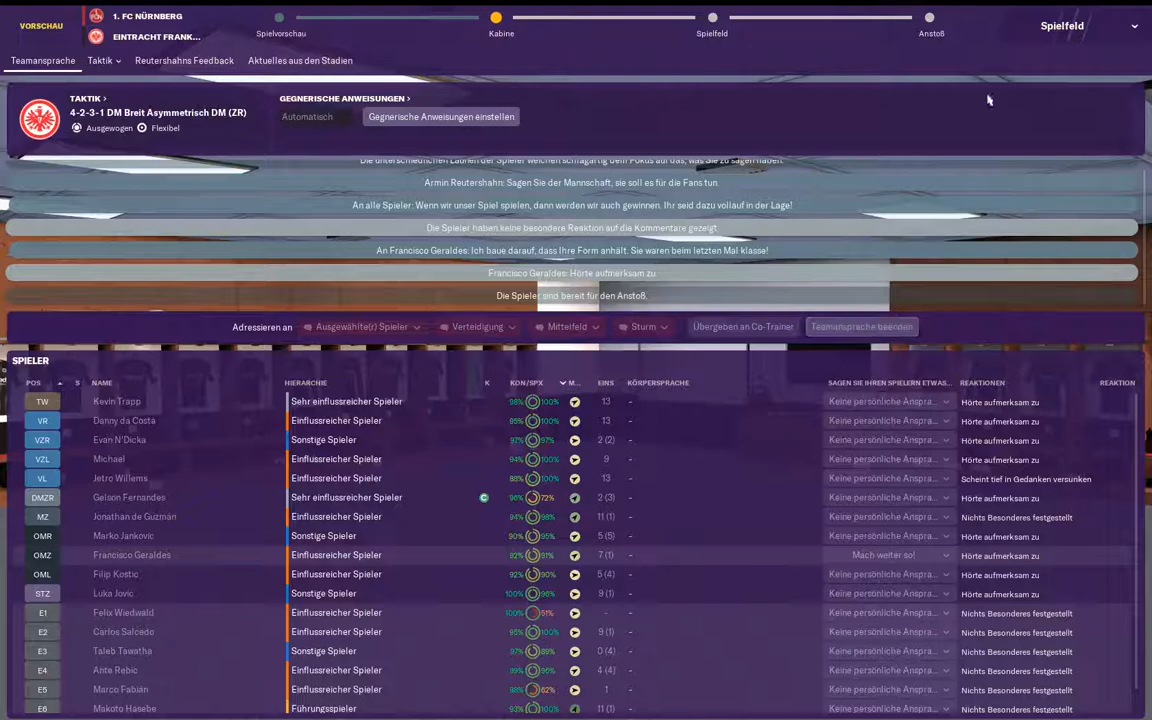 VORSCHAU
1. FC NÜRNBERG
EINTRACHT FRANK...
Spielvorschau
Kabine
Spielfeld
Anstoß
Spielfeld
Teamansprache
Taktik
Reutershahns Feedback
Aktuelles aus den Stadien
TAKTIK >
4-2-3-1 DM Breit Asymmetrisch DM (ZR)
Ausgewogen Flexibel
GEGNERISCHE ANWEISUNGEN >
Automatisch
Gegnerische Anweisungen einstellen
Die unterschiedlichen Launen der Spieler weichen schlagartig dem Fokus auf das, was Sie zu sagen haben.
Armin Reutershahn: Sagen Sie der Mannschaft, sie soll es für die Fans tun.
An alle Spieler: Wenn wir unser Spiel spielen, dann werden wir auch gewinnen. Ihr seid dazu vollauf in der Lage!
Die Spieler haben keine besondere Reaktion auf die Kommentare gezeigt.
An Francisco Geraldes: Ich baue darauf, dass Ihre Form anhält. Sie waren beim letzten Mal klasse!
Francisco Geraldes: Hörte aufmerksam zu
Die Spieler sind bereit für den Anstoß.
Adressieren an Ausgewählte(r) Spieler Verteidigung Mittelfeld Sturm Übergeben an Co-Trainer Teamansprache beenden
SPIELER
POS S NAME HIERARCHIE K KON/SPX M... EINS KÖRPERSPRACHE SAGEN SIE IHREN SPIELERN ETWAS... REAKTIONEN REAKTION
TW Kevin Trapp Sehr einflussreicher Spieler 98% 100% 13 - Keine persönliche Anspra... Hörte aufmerksam zu
VR Danny da Costa Einflussreicher Spieler 95% 100% 13 - Keine persönliche Anspra... Hörte aufmerksam zu
VZR Evan N'Dicka Sonstige Spieler 97% 97% 2 (2) - Keine persönliche Anspra... Hörte aufmerksam zu
VZL Michael Einflussreicher Spieler 94% 100% 9 - Keine persönliche Anspra... Hörte aufmerksam zu
VL Jetro Willems Einflussreicher Spieler 88% 100% 13 - Keine persönliche Anspra... Scheint tief in Gedanken versunken
DMZR Gelson Fernandes Sehr einflussreicher Spieler C 96% 72% 2 (3) - Keine persönliche Anspra... Hörte aufmerksam zu
MZ Jonathan de Guzmán Einflussreicher Spieler 94% 98% 11 (1) - Keine persönliche Anspra... Nichts Besonderes festgestellt
OMR Marko Jankovic Sonstige Spieler 90% 95% 5 (5) - Keine persönliche Anspra... Hörte aufmerksam zu
OMZ Francisco Geraldes Einflussreicher Spieler 92% 91% 7 (1) - Mach weiter so! Hörte aufmerksam zu
OML Filip Kostic Einflussreicher Spieler 92% 90% 5 (4) - Keine persönliche Anspra... Hörte aufmerksam zu
STZ Luka Jovic Sonstige Spieler 100% 96% 9 (1) - Keine persönliche Anspra... Hörte aufmerksam zu
E1 Felix Wiedwald Einflussreicher Spieler 100% 51% - - Keine persönliche Anspra... Nichts Besonderes festgestellt
E2 Carlos Salcedo Einflussreicher Spieler 95% 100% 9 (1) - Keine persönliche Anspra... Nichts Besonderes festgestellt
E3 Taleb Tawatha Sonstige Spieler 97% 89% 0 (4) - Keine persönliche Anspra... Nichts Besonderes festgestellt
E4 Ante Rebic Einflussreicher Spieler 99% 96% 4 (4) - Keine persönliche Anspra... Nichts Besonderes festgestellt
E5 Marco Fabián Einflussreicher Spieler 98% 62% 1 - Keine persönliche Anspra... Nichts Besonderes festgestellt
E6 Makoto Hasebe Führungsspieler 93% 100% 11 (1) - Keine persönliche Anspra... Nichts Besonderes festgestellt